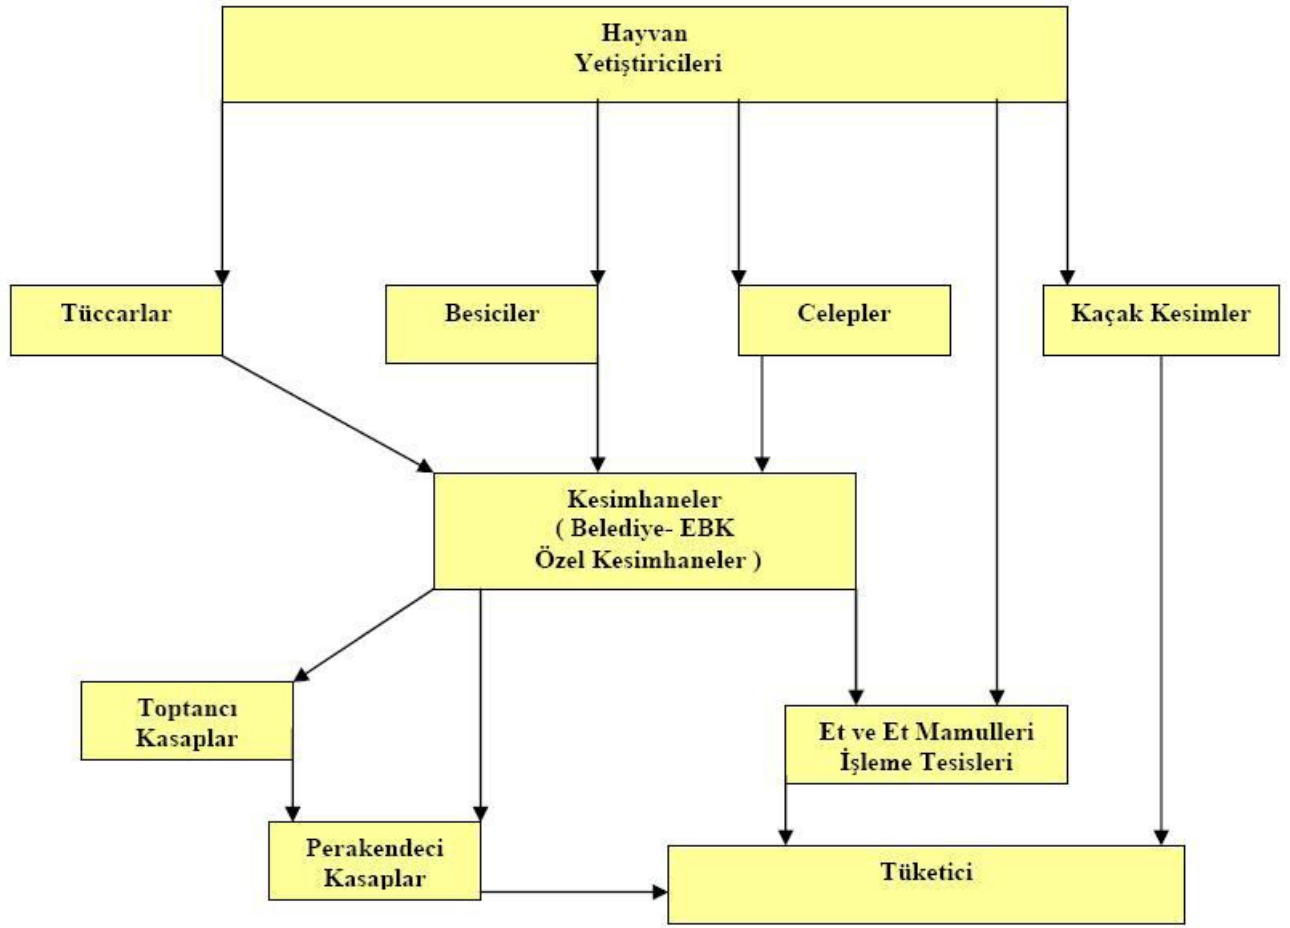 Hayvan
Yetiştiricileri
Tüccarlar
Besiciler
Celepler
Kaçak Kesimler
Kesimhaneler
( Belediye- EBK
Özel Kesimhaneler )
Toptancı
Kasaplar
Et ve Et Mamulleri
İşleme Tesisleri
Perakendeci
Kasaplar
Tüketici